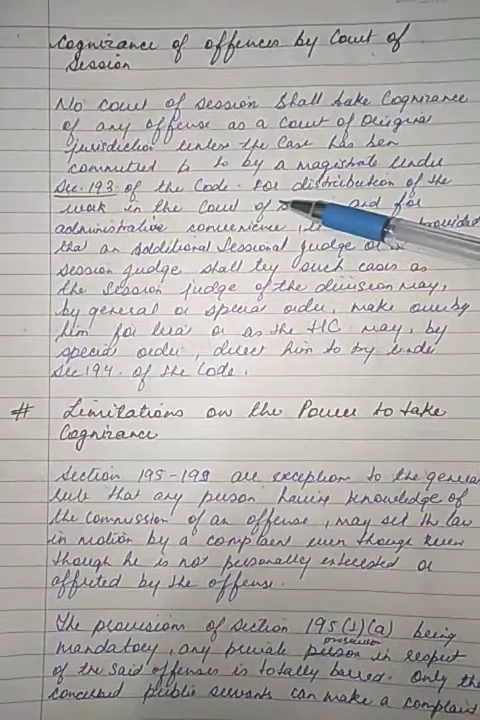 Cognizance of offences by Court of
Session
No court of session shall take Cognizance
of any offense as a court of Original
jurisdiction unless the case has ben
committed to to by a magistrate under
Sec. 193 of the Code. For distribution of the
work in the Court of and for
administrative convenience, provided
that an additional Sessional judge or
Session judge shall try such cases as
the Session judge of the division may,
by general or special order, make over by
him for or as the HC may, by
special order, direct him to by under
Sec 194. of the Code.
# Limitations on the Power to take
Cognizance
Section 195-199 are exception to the general
rule that any person having knowledge of
the commission of an offense, may set the law
in motion by a complaint even though
though he is not personally interested or
affected by the offense.
The provisions of Section 195(1)(a) being
mandatory, any private person prosecution in respect
of the said offenses is totally barred. Only the
concerned public servants can make a complaint